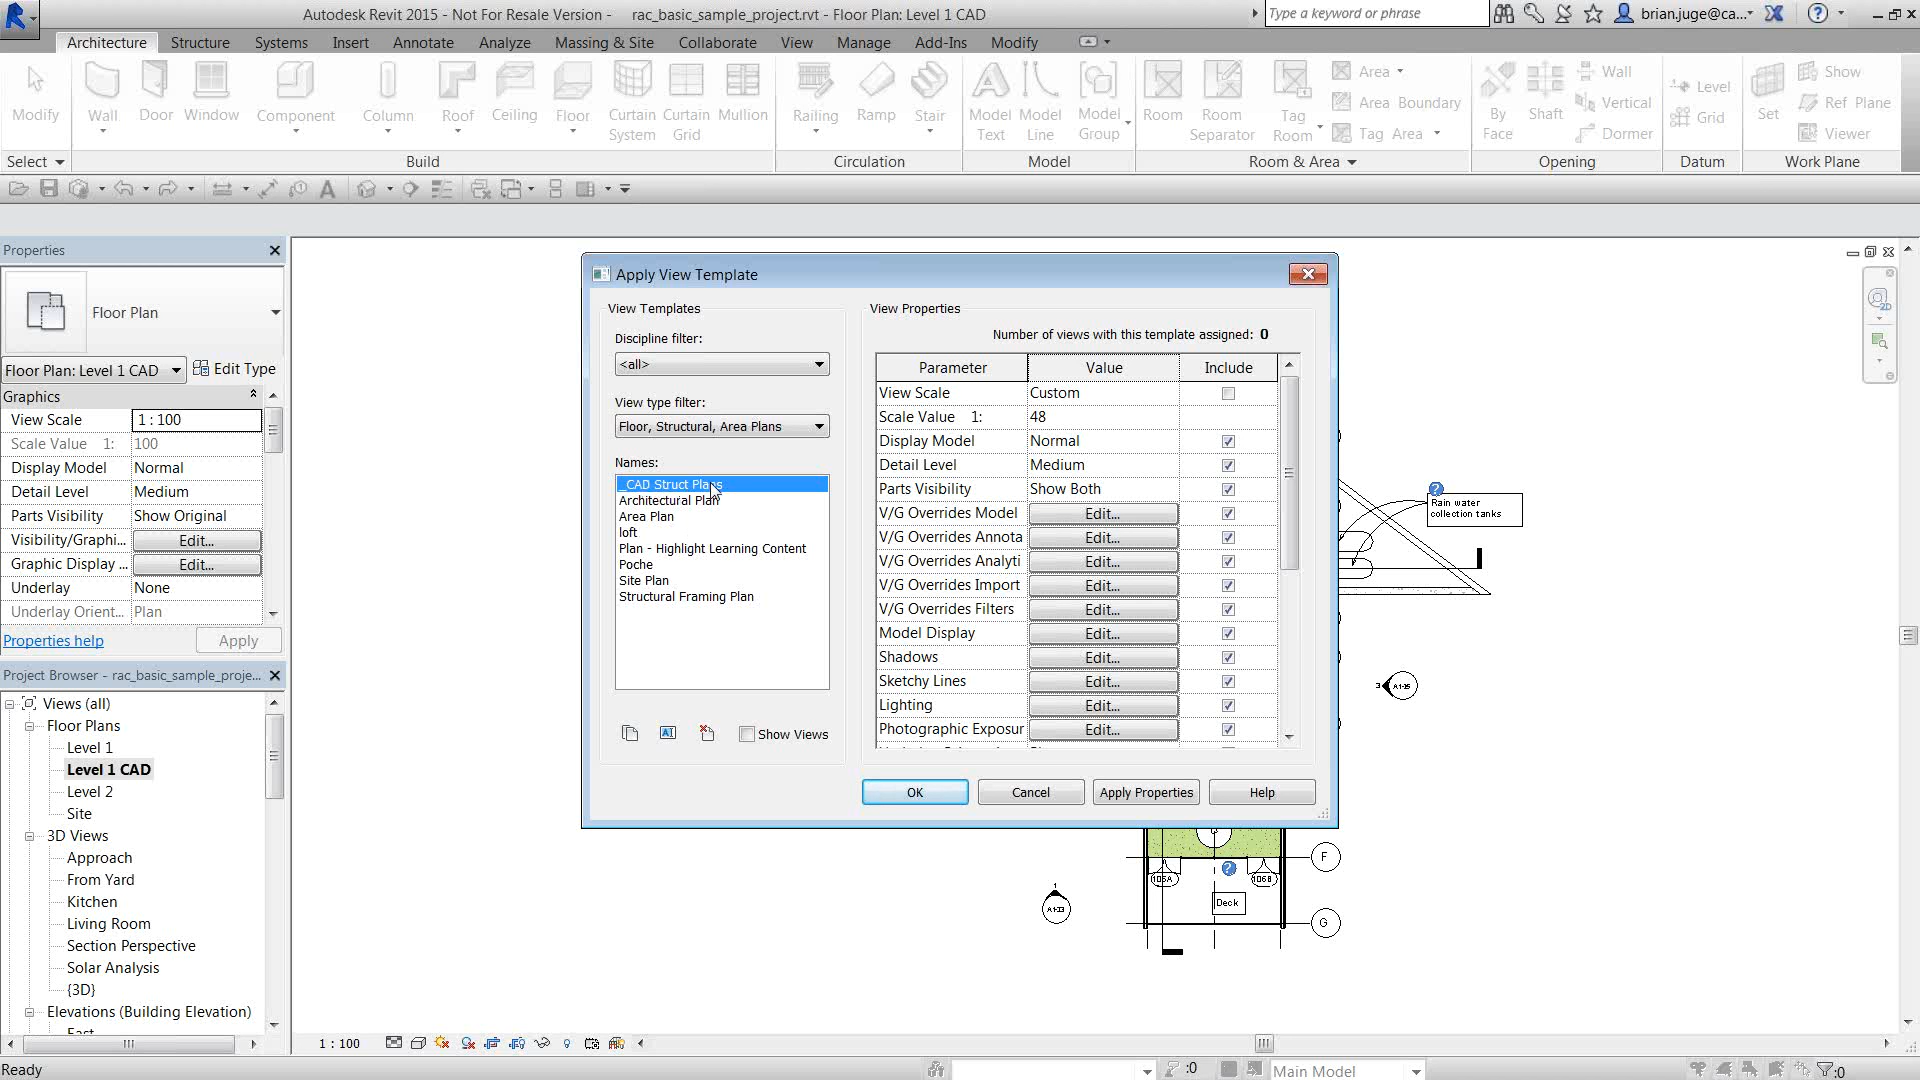 Autodesk Revit 2015 - Not For Resale Version - rac_basic_sample_project.rvt - Floor Plan: Level 1 CAD
Type a keyword or phrase
brian.juge@ca...
Architecture Structure Systems Insert Annotate Analyze Massing & Site Collaborate View Manage Add-Ins Modify
Modify
Wall
Door
Window
Component
Column
Roof
Ceiling
Floor
Curtain System
Curtain Grid
Mullion
Railing
Ramp
Stair
Model Text
Model Line
Model Group
Room
Room Separator
Tag Room
Area
Area Boundary
Tag Area
By Face
Shaft
Wall
Vertical
Dormer
Level
Grid
Set
Show
Ref Plane
Viewer
Select Build Circulation Model Room & Area Opening Datum Work Plane
Properties
Floor Plan
Floor Plan: Level 1 CAD Edit Type
Graphics
View Scale 1 : 100
Scale Value 1: 100
Display Model Normal
Detail Level Medium
Parts Visibility Show Original
Visibility/Graphi... Edit...
Graphic Display ... Edit...
Underlay None
Underlay Orient... Plan
Properties help Apply
Project Browser - rac_basic_sample_proje...
Views (all)
Floor Plans
Level 1
Level 1 CAD
Level 2
Site
3D Views
Approach
From Yard
Kitchen
Living Room
Section Perspective
Solar Analysis
{3D}
Elevations (Building Elevation)
East
Apply View Template
View Templates
Discipline filter:
<all>
View type filter:
Floor, Structural, Area Plans
Names:
_CAD Struct Plans
Architectural Plan
Area Plan
loft
Plan - Highlight Learning Content
Poche
Site Plan
Structural Framing Plan
Show Views
View Properties
Number of views with this template assigned: 0
Parameter Value Include
View Scale Custom
Scale Value 1: 48
Display Model Normal
Detail Level Medium
Parts Visibility Show Both
V/G Overrides Model Edit...
V/G Overrides Annota Edit...
V/G Overrides Analyti Edit...
V/G Overrides Import Edit...
V/G Overrides Filters Edit...
Model Display Edit...
Shadows Edit...
Sketchy Lines Edit...
Lighting Edit...
Photographic Exposur Edit...
OK Cancel Apply Properties Help
Rain water
collection tanks
3 A1-15
F
105A 105B
Deck
1
A1-13
G
1 : 100
Ready
:0
Main Model
:0